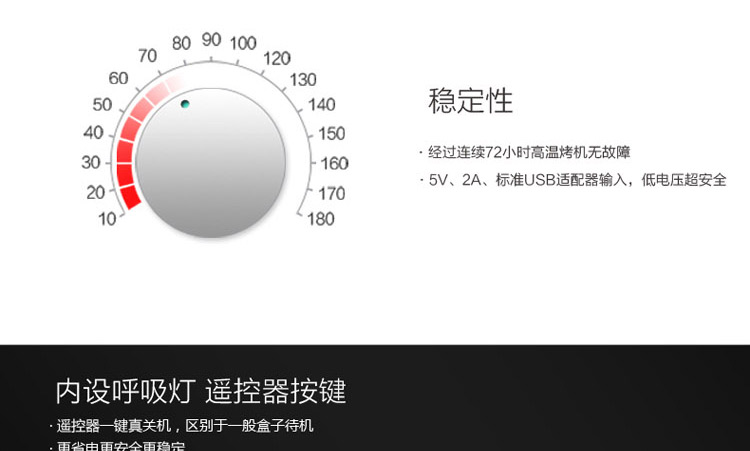 10
20
30
40
50
60
70
80
90
100
120
130
140
150
160
170
180
稳定性
· 经过连续72小时高温烤机无故障
· 5V、2A、标准USB适配器输入，低电压超安全
内设呼吸灯 遥控器按键
· 遥控器一键真关机，区别于一般盒子待机
· 更省电更安全更稳定